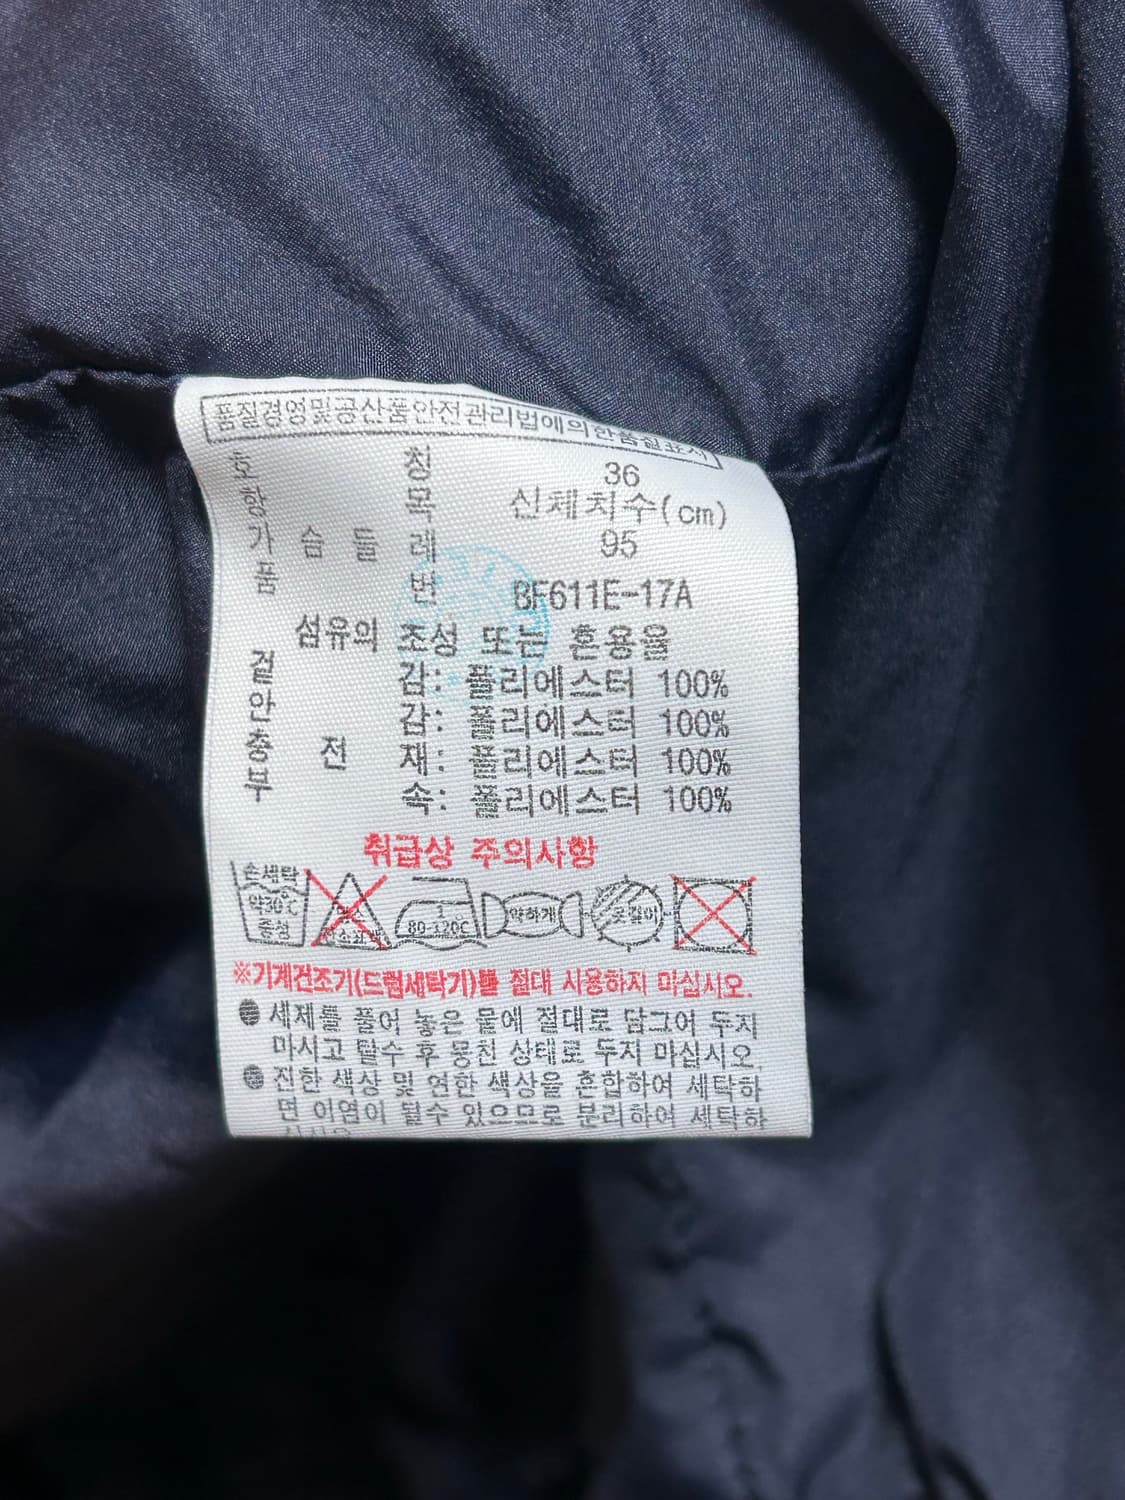 품질경영및공산품안전관리법에의한품질표시
호 칭 36
항 목 신체치수(cm)
가 슴 둘 레 95
품 번 BF611E-17A
섬유의 조성 또는 혼용율
겉 감: 폴리에스터 100%
안 감: 폴리에스터 100%
충 전 재: 폴리에스터 100%
부 속: 폴리에스터 100%
취급상 주의사항
손세탁 약30℃ 중성
염소
산소표백
80-120C
약하게
옷걸이
※기계건조기(드럼세탁기)를 절대 사용하지 마십시오.
● 세제를 풀어 놓은 물에 절대로 담그어 두지
마시고 탈수 후 뭉친 상태로 두지 마십시오.
● 진한 색상 및 연한 색상을 혼합하여 세탁하
면 이염이 될수 있으므로 분리하여 세탁하